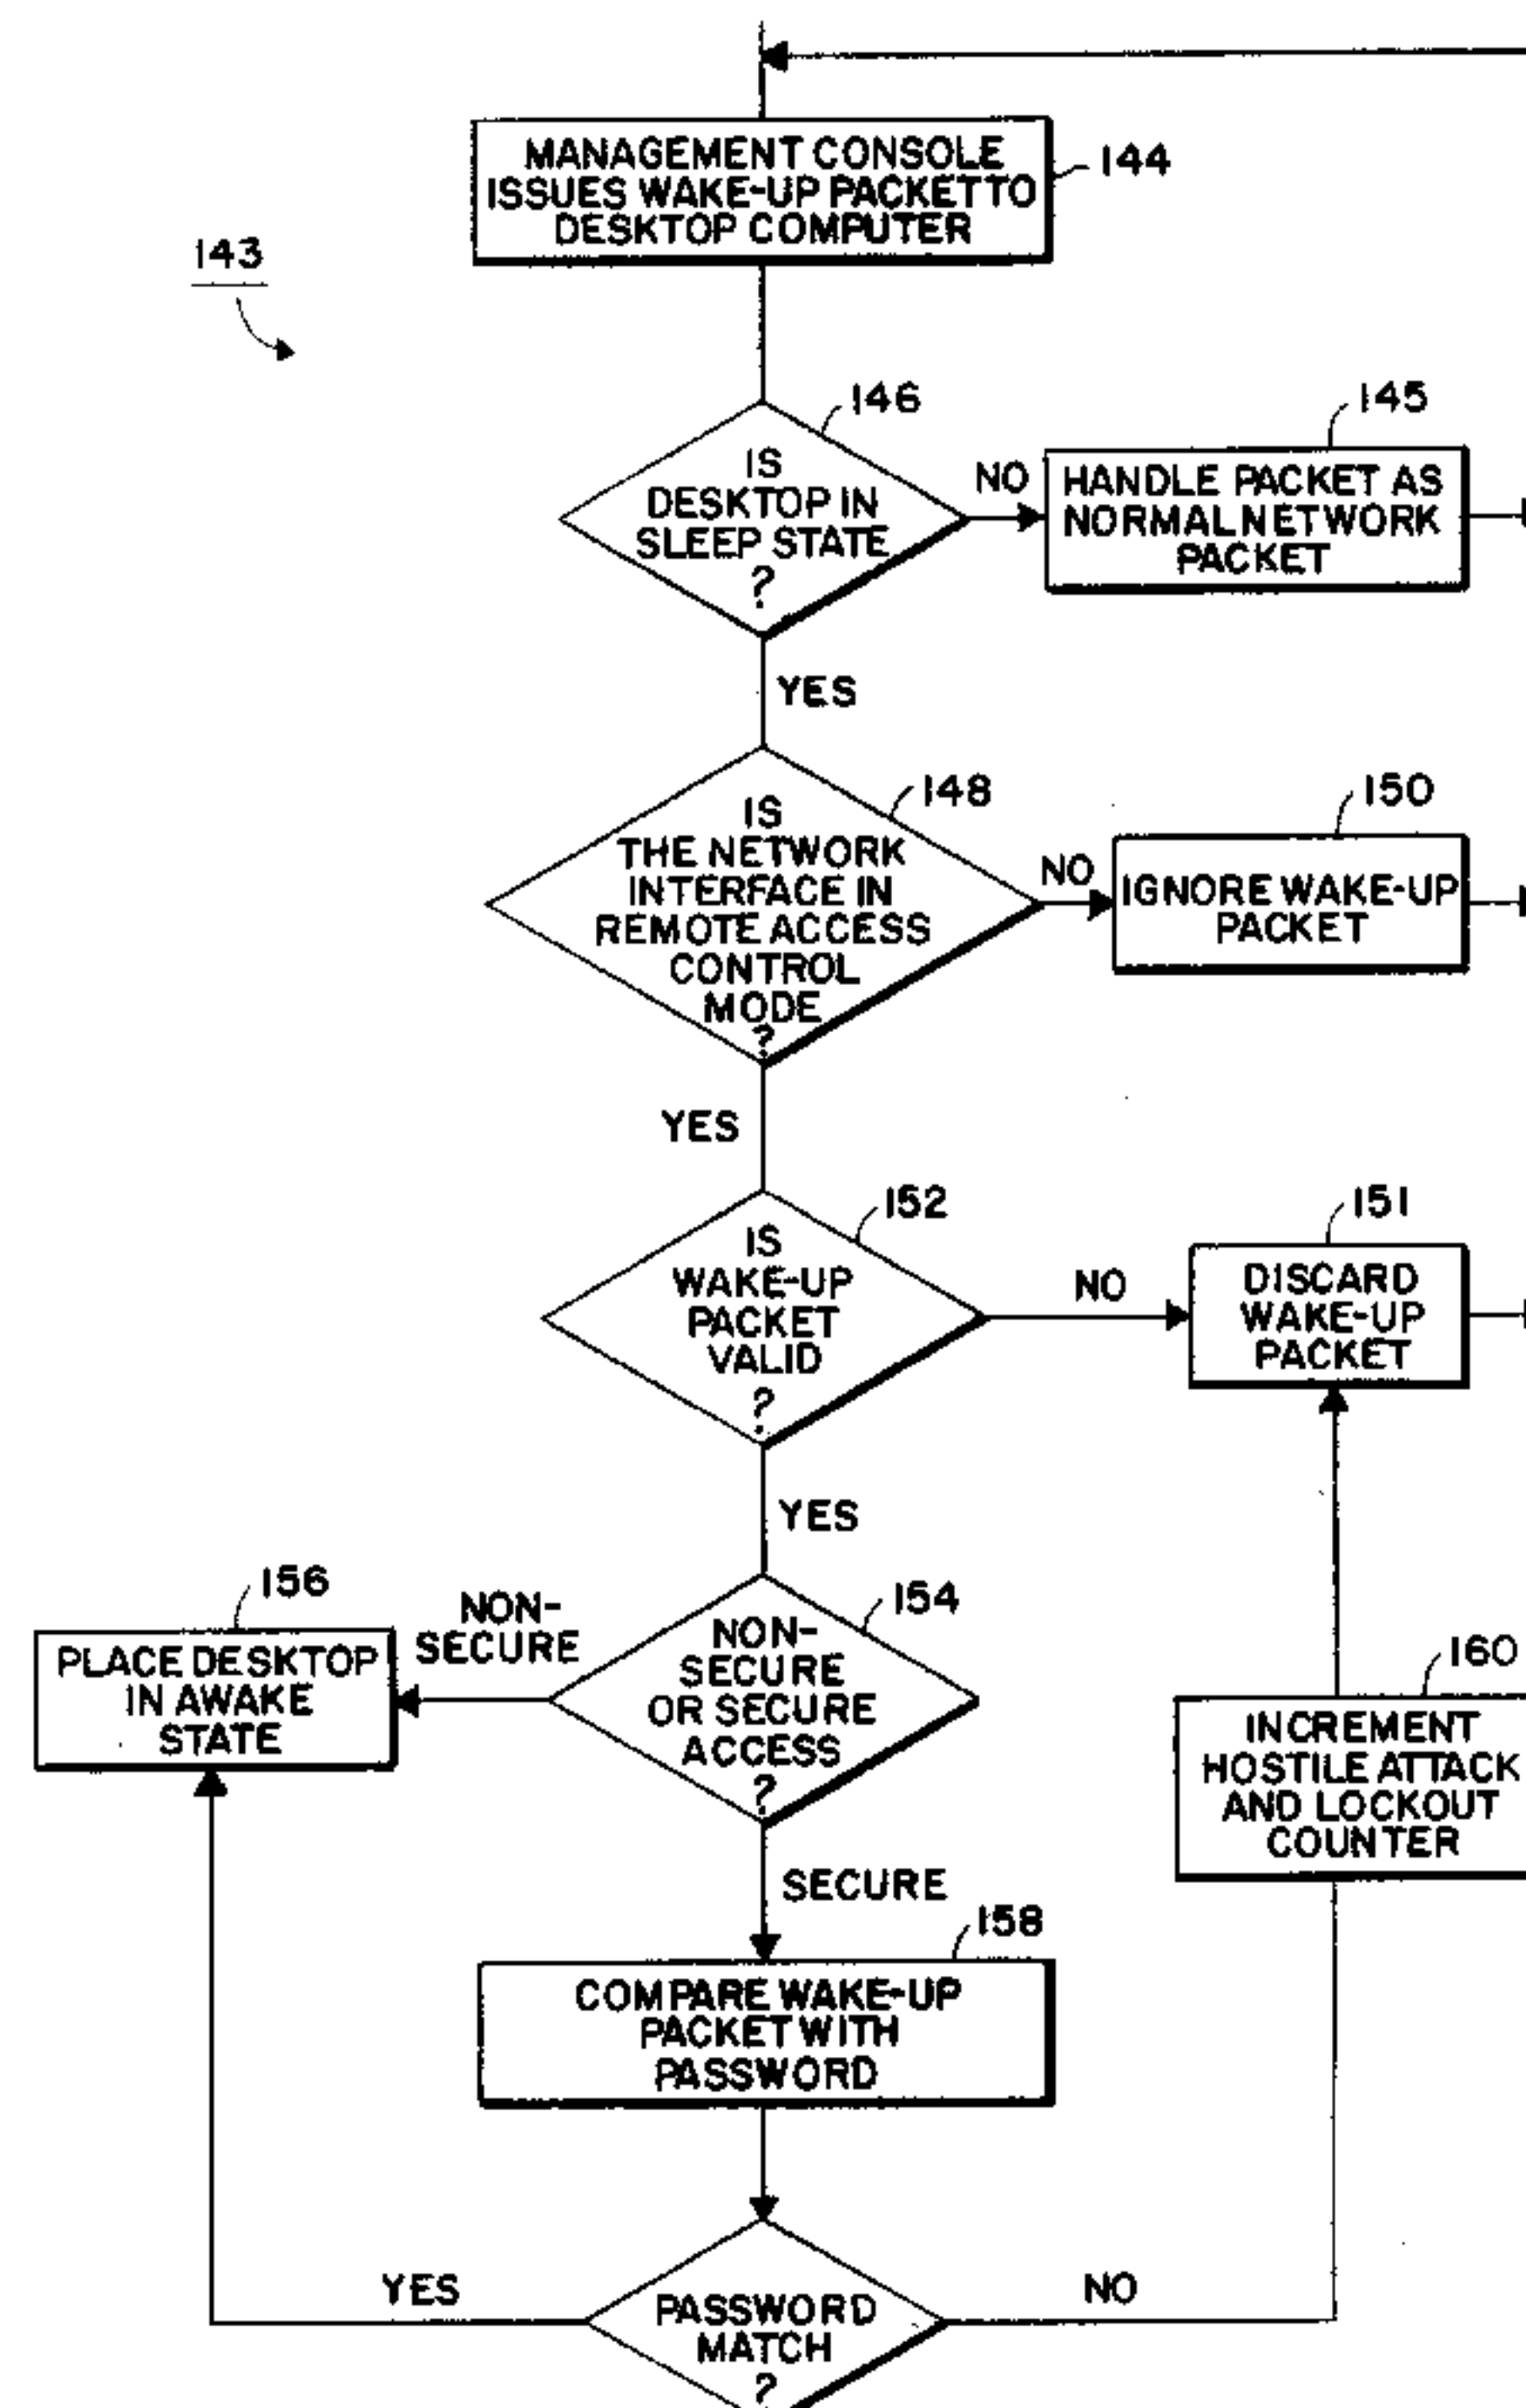 MANAGEMENT CONSOLE
ISSUES WAKE-UP PACKET TO
DESKTOP COMPUTER
144
143
146
IS
DESKTOP IN
SLEEP STATE
?
NO
145
HANDLE PACKET AS
NORMAL NETWORK
PACKET
YES
148
IS
THE NETWORK
INTERFACE IN
REMOTE ACCESS
CONTROL
MODE
?
NO
150
IGNORE WAKE-UP
PACKET
YES
152
IS
WAKE-UP
PACKET
VALID
?
NO
151
DISCARD
WAKE-UP
PACKET
YES
154
NON-
SECURE
OR SECURE
ACCESS
?
NON-
SECURE
156
PLACE DESKTOP
IN AWAKE
STATE
160
INCREMENT
HOSTILE ATTACK
AND LOCKOUT
COUNTER
SECURE
158
COMPARE WAKE-UP
PACKET WITH
PASSWORD
YES
PASSWORD
MATCH
?
NO